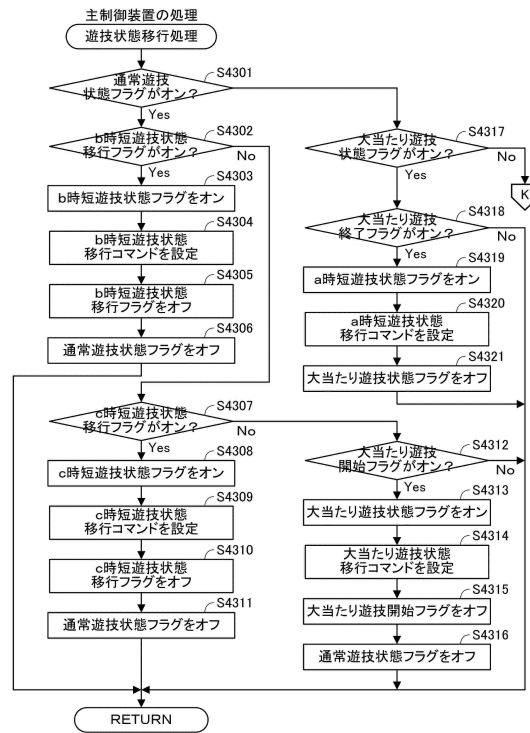 主制御装置の処理
遊技状態移行処理
S4301
通常遊技
状態フラグがオン？
Yes
S4302
b時短遊技状態
移行フラグがオン？
No
Yes
S4303
b時短遊技状態フラグをオン
S4304
b時短遊技状態
移行コマンドを設定
S4305
b時短遊技状態
移行フラグをオフ
S4306
通常遊技状態フラグをオフ
S4307
c時短遊技状態
移行フラグがオン？
No
Yes
S4308
c時短遊技状態フラグをオン
S4309
c時短遊技状態
移行コマンドを設定
S4310
c時短遊技状態
移行フラグをオフ
S4311
通常遊技状態フラグをオフ
RETURN
S4317
大当たり遊技
状態フラグがオン？
No
K
Yes
S4318
大当たり遊技
終了フラグがオン？
No
Yes
S4319
a時短遊技状態フラグをオン
S4320
a時短遊技状態
移行コマンドを設定
S4321
大当たり遊技状態フラグをオフ
S4312
大当たり遊技
開始フラグがオン？
No
Yes
S4313
大当たり遊技状態フラグをオン
S4314
大当たり遊技状態
移行コマンドを設定
S4315
大当たり遊技開始フラグをオフ
S4316
通常遊技状態フラグをオフ